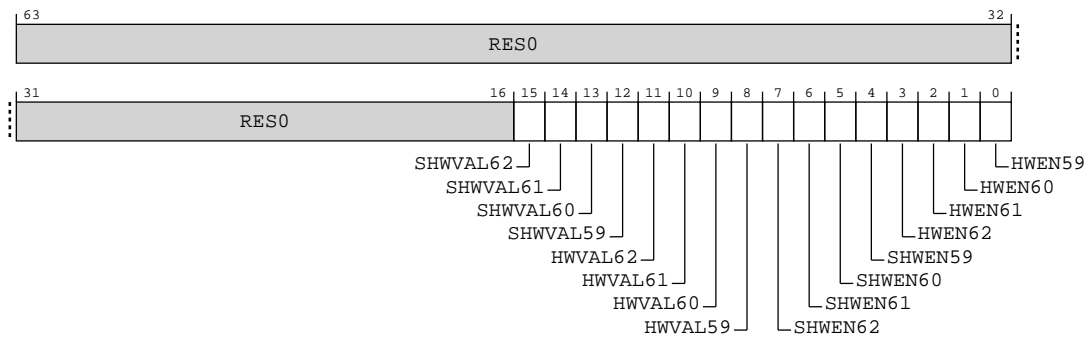 63 32
RES0
31 16 15 14 13 12 11 10 9 8 7 6 5 4 3 2 1 0
RES0
SHWVAL62 HWEN59
SHWVAL61 HWEN60
SHWVAL60 HWEN61
SHWVAL59 HWEN62
HWVAL62 SHWEN59
HWVAL61 SHWEN60
HWVAL60 SHWEN61
HWVAL59 SHWEN62